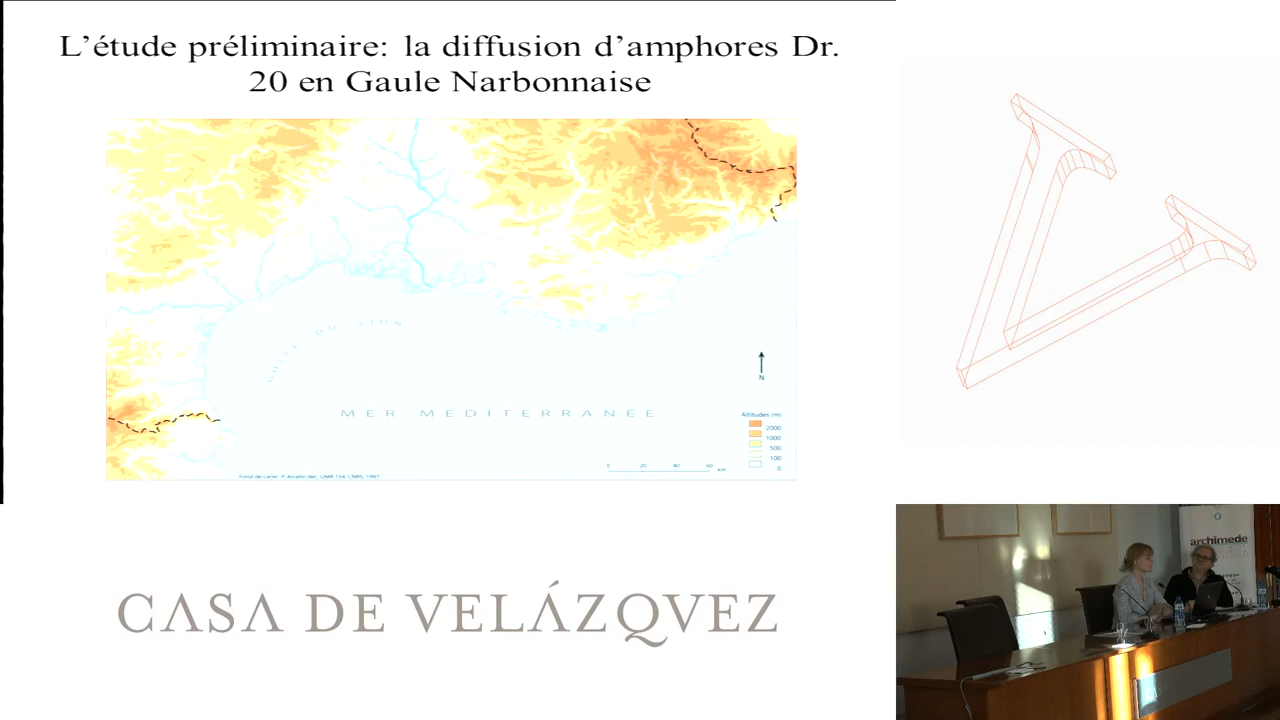 L'étude préliminaire: la diffusion d'amphores Dr.
20 en Gaule Narbonnaise
GOLFE DU LION
MER MEDITERRANÉE
N
Altitudes (m)
2000
1000
500
100
0
0 20 40 60 km
CASA DE VELÁZQVEZ
archimede